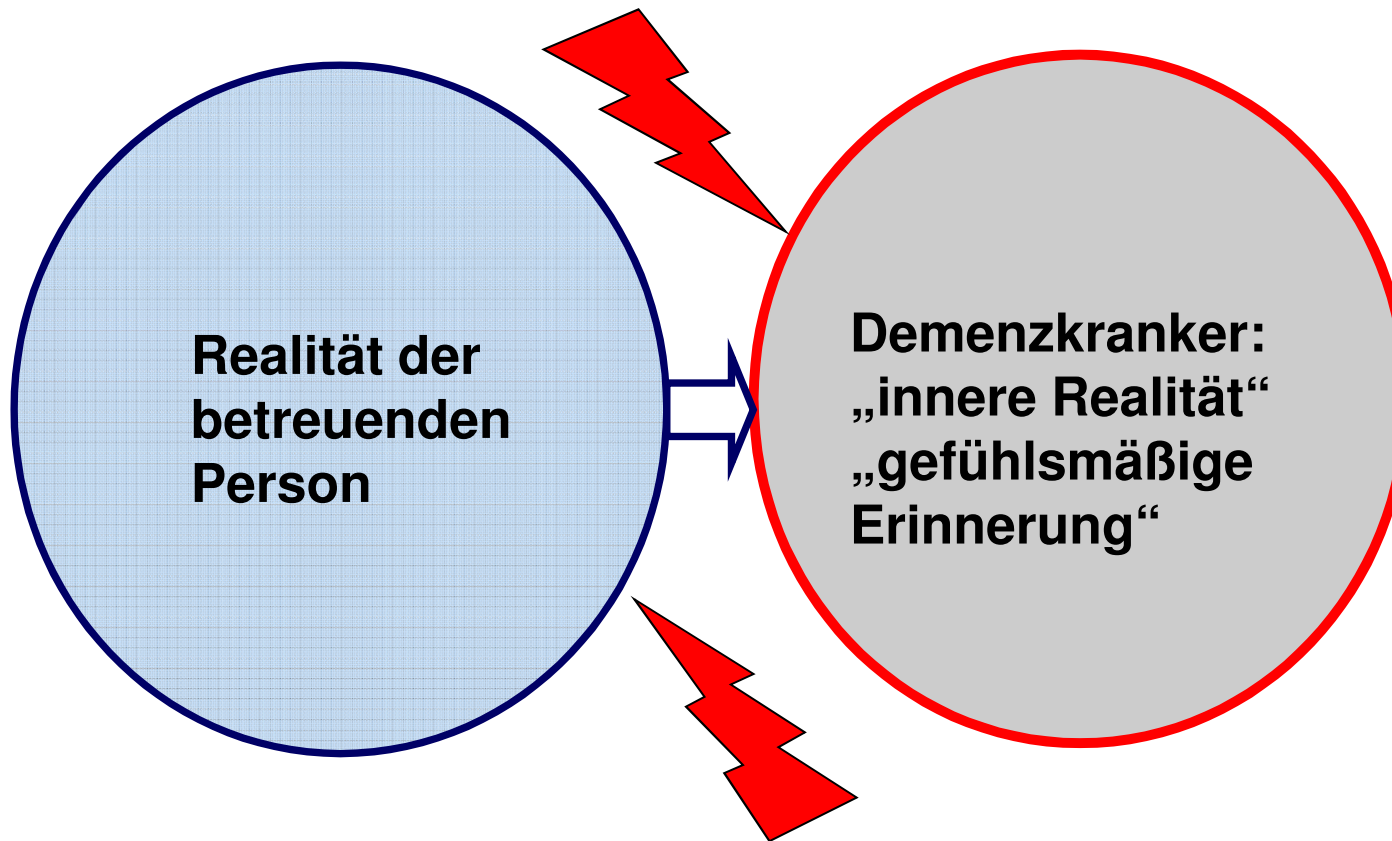 Realität der
betreuenden
Person
Demenzkranker:
„innere Realität“
„gefühlsmäßige
Erinnerung“